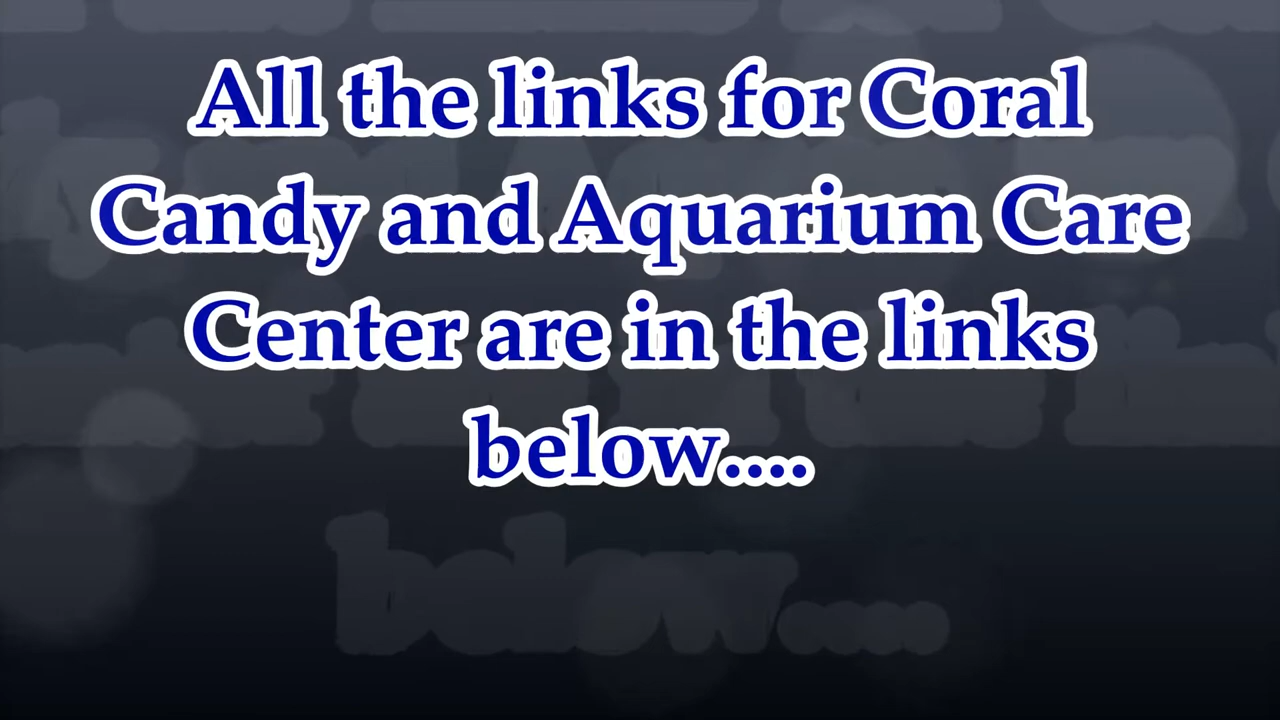 All the links for Coral
Candy and Aquarium Care
Center are in the links
below....